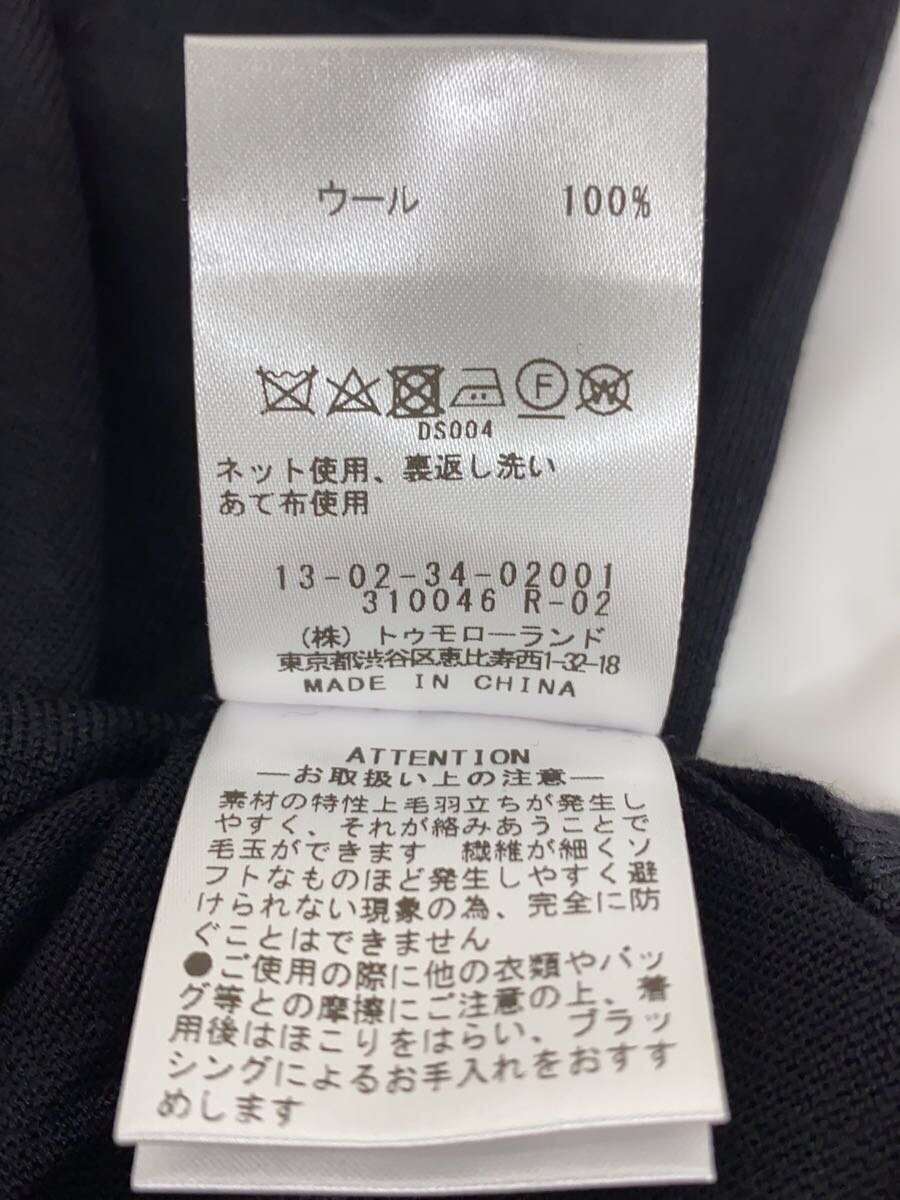 ウール 100%
F W
DS004
ネット使用、裏返し洗い
あて布使用
13-02-34-02001
310046 R-02
(株) トゥモローランド
東京都渋谷区恵比寿西1-32-18
MADE IN CHINA
ATTENTION
—お取扱い上の注意—
素材の特性上毛羽立ちが発生し
やすく、それが絡みあうことで
毛玉ができます 繊維が細くソ
フトなものほど発生しやすく避
けられない現象の為、完全に防
ぐことはできません
●ご使用の際に他の衣類やバッ
グ等との摩擦にご注意の上、着
用後はほこりをはらい、ブラッ
シングによるお手入れをおすす
めします